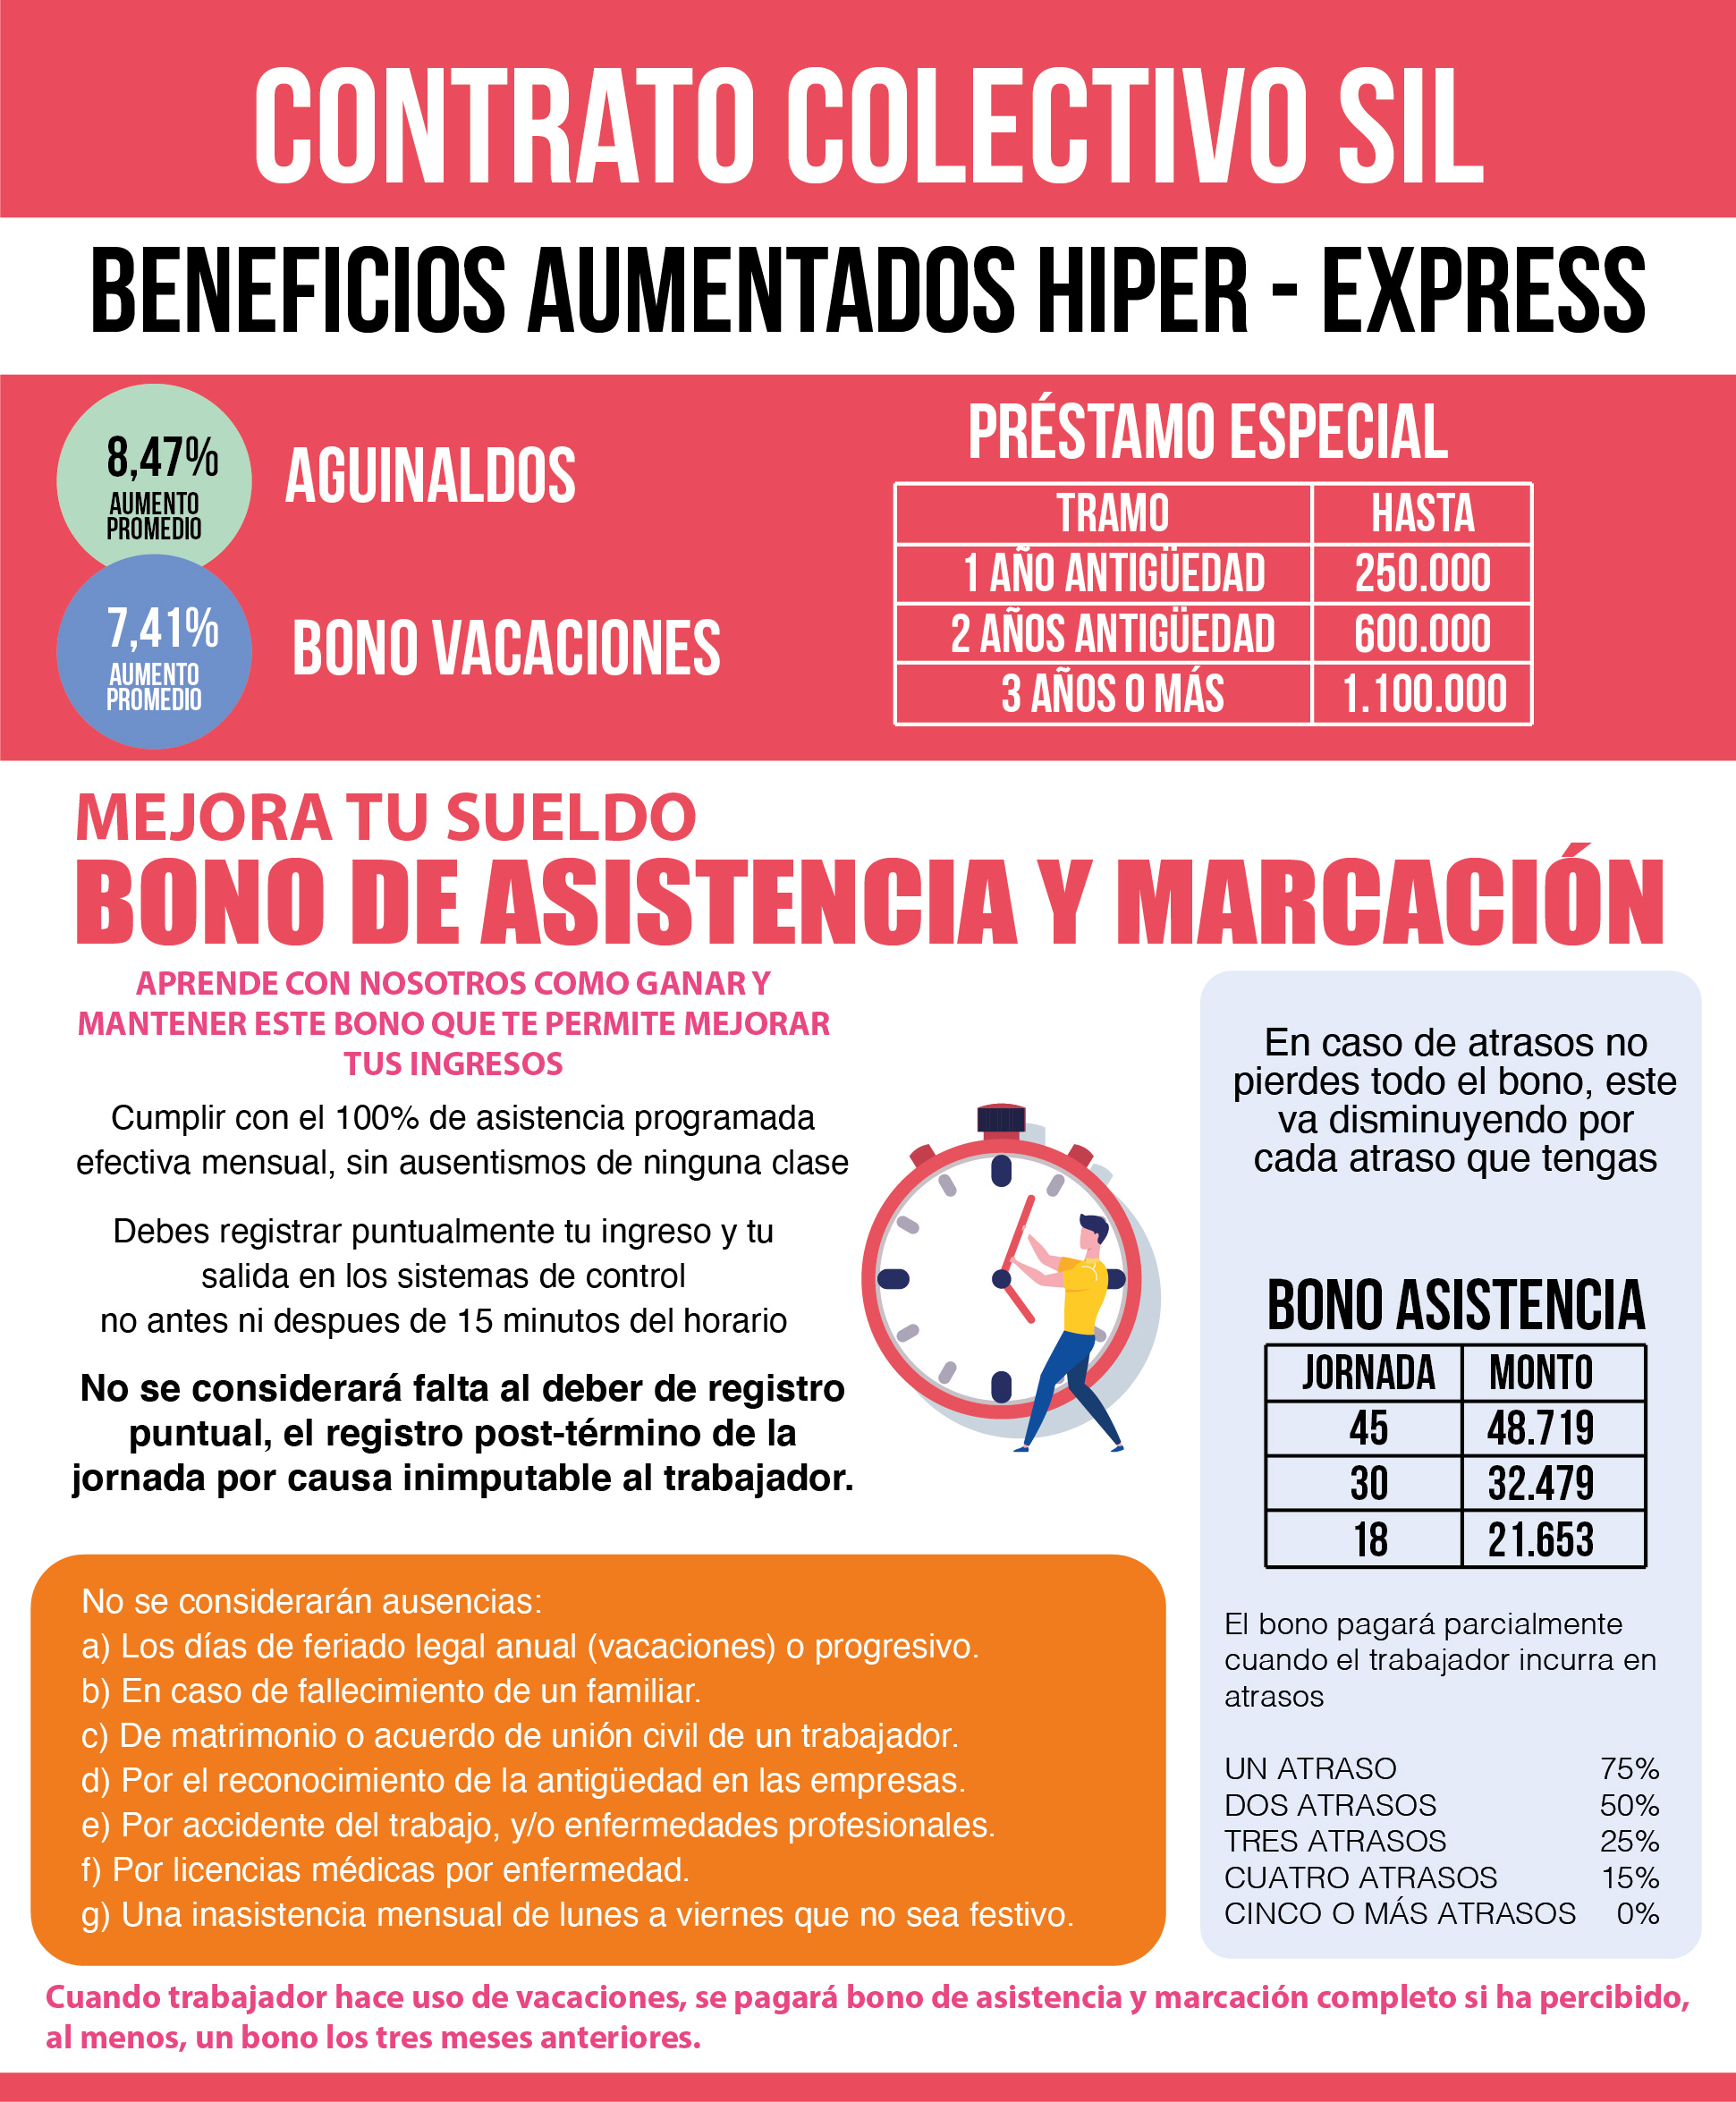 CONTRATO COLECTIVO SIL
BENEFICIOS AUMENTADOS HIPER - EXPRESS
8,47%
AUMENTO
PROMEDIO
AGUINALDOS
7,41%
AUMENTO
PROMEDIO
BONO VACACIONES
PRÉSTAMO ESPECIAL
TRAMO HASTA
1 AÑO ANTIGÜEDAD 250.000
2 AÑOS ANTIGÜEDAD 600.000
3 AÑOS O MÁS 1.100.000
MEJORA TU SUELDO
BONO DE ASISTENCIA Y MARCACIÓN
APRENDE CON NOSOTROS COMO GANAR Y
MANTENER ESTE BONO QUE TE PERMITE MEJORAR
TUS INGRESOS
Cumplir con el 100% de asistencia programada
efectiva mensual, sin ausentismos de ninguna clase
Debes registrar puntualmente tu ingreso y tu
salida en los sistemas de control
no antes ni despues de 15 minutos del horario
No se considerará falta al deber de registro
puntual, el registro post-término de la
jornada por causa inimputable al trabajador.
No se considerarán ausencias:
a) Los días de feriado legal anual (vacaciones) o progresivo.
b) En caso de fallecimiento de un familiar.
c) De matrimonio o acuerdo de unión civil de un trabajador.
d) Por el reconocimiento de la antigüedad en las empresas.
e) Por accidente del trabajo, y/o enfermedades profesionales.
f) Por licencias médicas por enfermedad.
g) Una inasistencia mensual de lunes a viernes que no sea festivo.
En caso de atrasos no
pierdes todo el bono, este
va disminuyendo por
cada atraso que tengas
BONO ASISTENCIA
JORNADA MONTO
45 48.719
30 32.479
18 21.653
El bono pagará parcialmente
cuando el trabajador incurra en
atrasos
UN ATRASO 75%
DOS ATRASOS 50%
TRES ATRASOS 25%
CUATRO ATRASOS 15%
CINCO O MÁS ATRASOS 0%
Cuando trabajador hace uso de vacaciones, se pagará bono de asistencia y marcación completo si ha percibido,
al menos, un bono los tres meses anteriores.